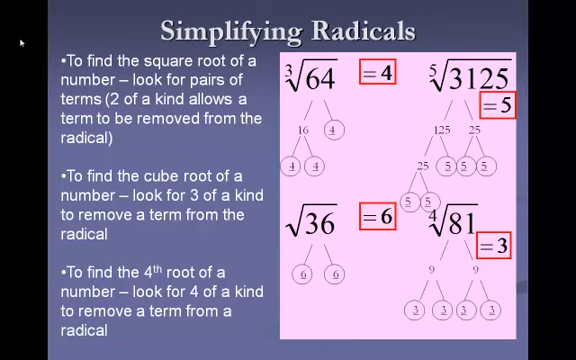 Simplifying Radicals
•To find the square root of a
number – look for pairs of
terms (2 of a kind allows a
term to be removed from the
radical)
•To find the cube root of a
number – look for 3 of a kind
to remove a term from the
radical
•To find the 4th root of a
number – look for 4 of a kind
to remove a term from a
radical
∛64 = 4
16 4
4 4
⁵√3125 = 5
125 25
25 5 5 5
5 5
√36 = 6
6 6
∜81 = 3
9 9
3 3 3 3